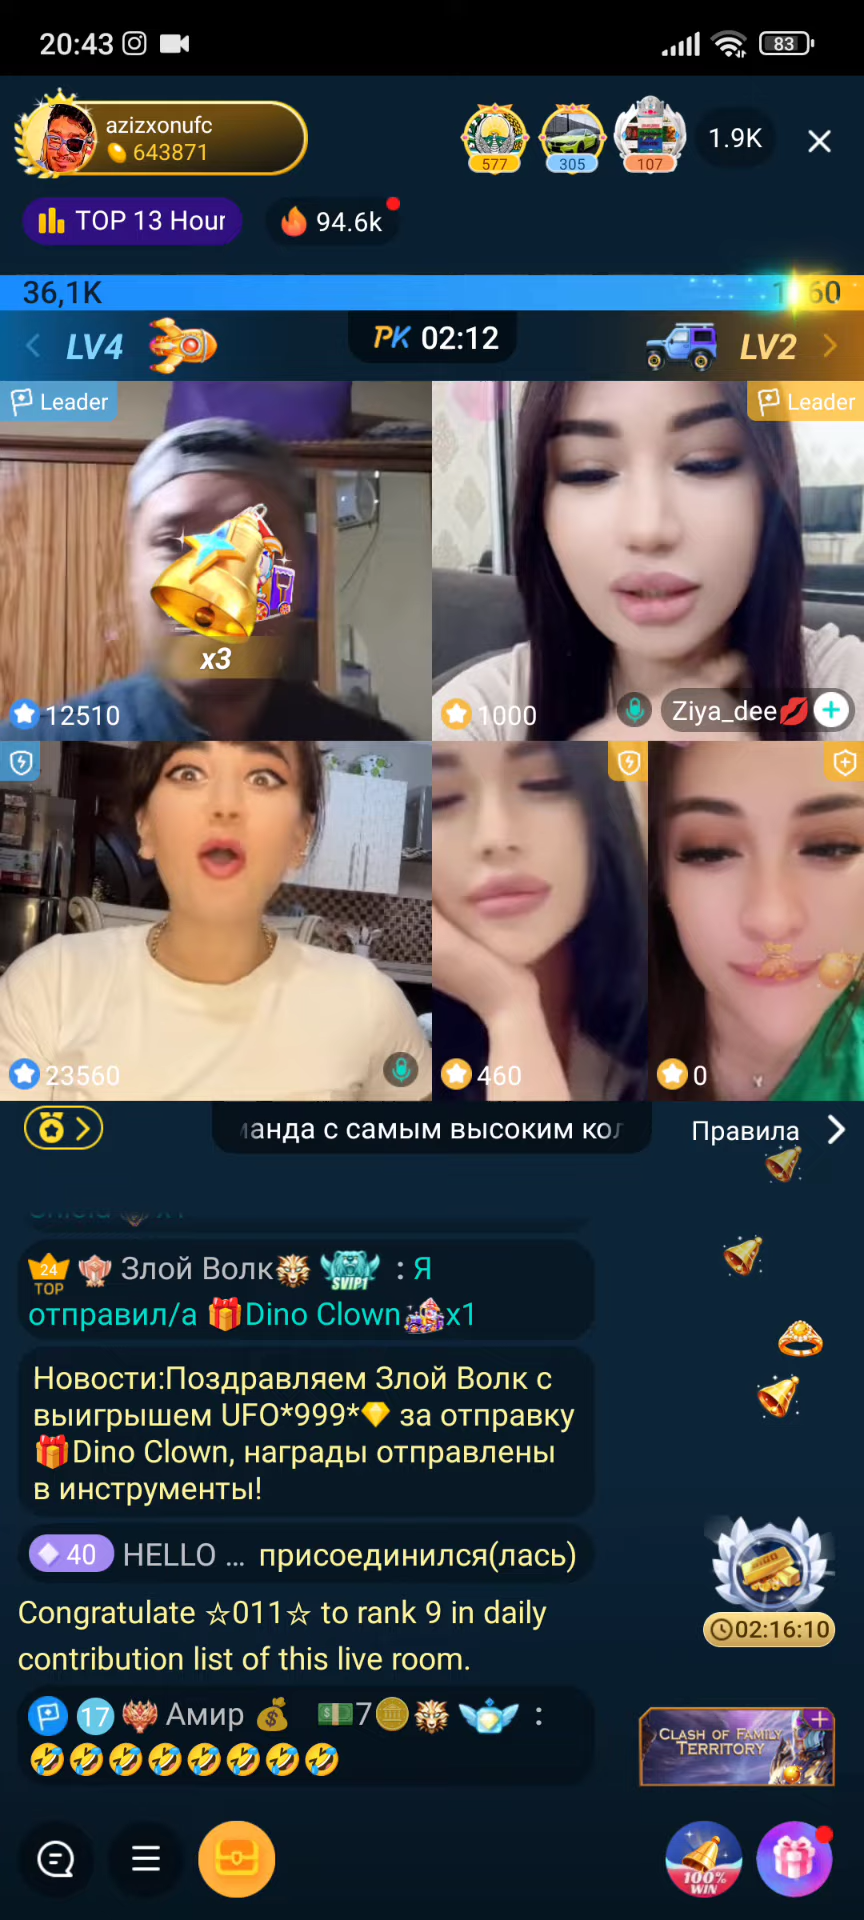 20:43
83
azizxonufc
643871
577
305
107
1.9K
TOP 13 Hour
94.6k
36,1K
LV4
PK 02:12
LV2
Leader
Leader
x3
12510
1000
Ziya_dee
23560
460
0
с самым высоким
Правила
24
TOP
Злой Волк SVIP1 : Я
отправил/а Dino Clown x1
Новости:Поздравляем Злой Волк с
выигрышем UFO*999* за отправку
Dino Clown, награды отправлены
в инструменты!
40 HELLO ... присоединился(лась)
Congratulate ☆011☆ to rank 9 in daily
contribution list of this live room.
02:16:10
17 Амир 💰 💵7🪙 :
🤣🤣🤣🤣🤣🤣🤣🤣
CLASH OF FAMILY
TERRITORY
100%
WIN